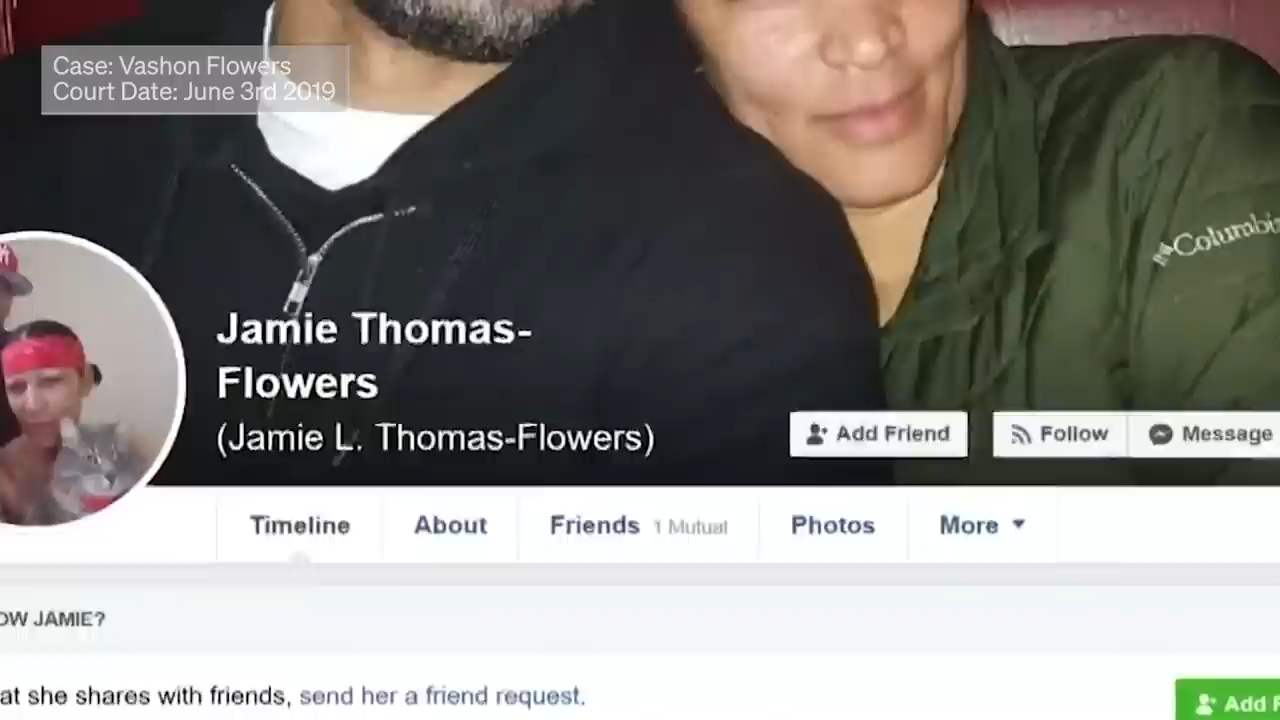 Case: Vashon Flowers
Court Date: June 3rd 2019
Columbia
Jamie Thomas-
Flowers
(Jamie L. Thomas-Flowers)
Add Friend
Follow
Message
Timeline
About
Friends 1 Mutual
Photos
More
OW JAMIE?
at she shares with friends, send her a friend request.
Add F